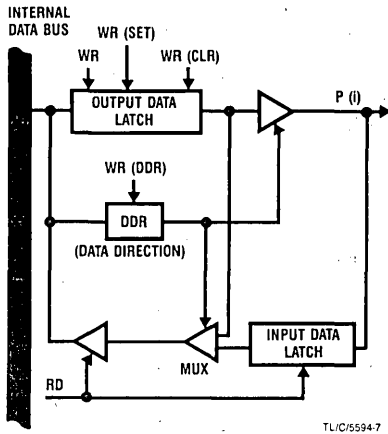 INTERNAL
DATA BUS
WR (SET)
WR
WR (CLR)
OUTPUT DATA
LATCH
P (i)
WR (DDR)
DDR
(DATA DIRECTION)
MUX
INPUT DATA
LATCH
RD
TL/C/5594-7